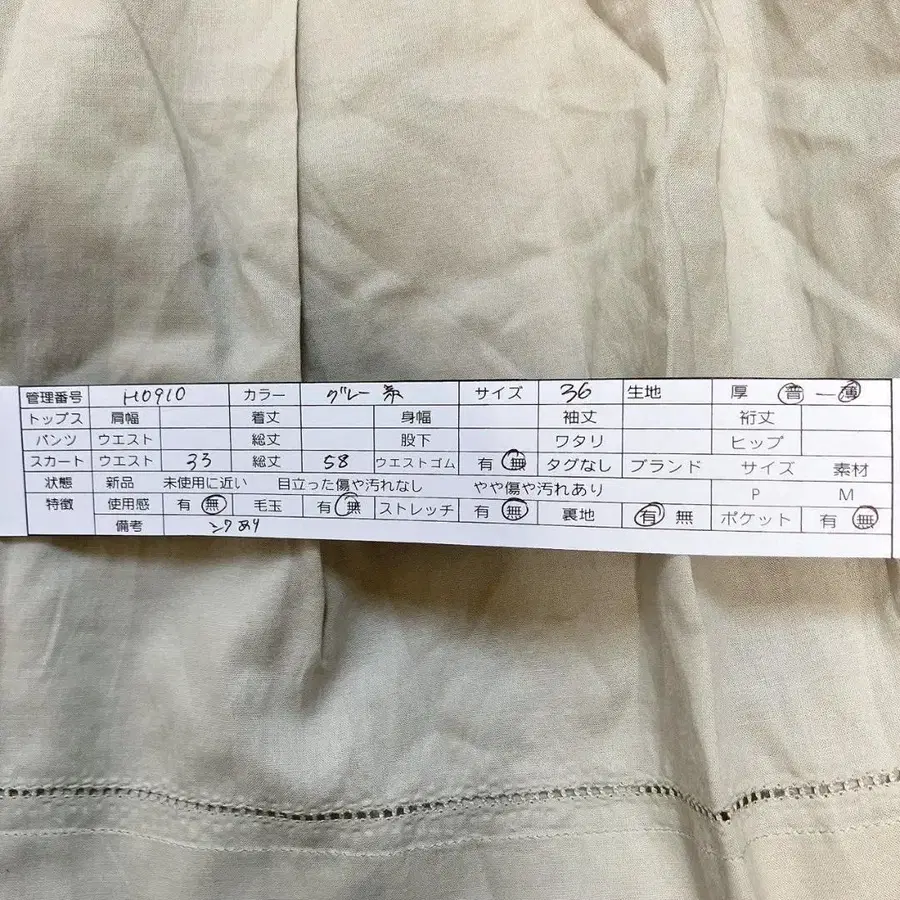 管理番号 H0910 カラー グレー系 サイズ 36 生地 厚 普 — 薄
トップス 肩幅 着丈 身幅 袖丈 裄丈
パンツ ウエスト 総丈 股下 ワタリ ヒップ
スカート ウエスト 33 総丈 58 ウエストゴム 有 無 タグなし ブランド サイズ 素材
状態 新品 未使用に近い 目立った傷や汚れなし やや傷や汚れあり P M
特徴 使用感 有 無 毛玉 有 無 ストレッチ 有 無 裏地 有 無 ポケット 有 無
備考 あり